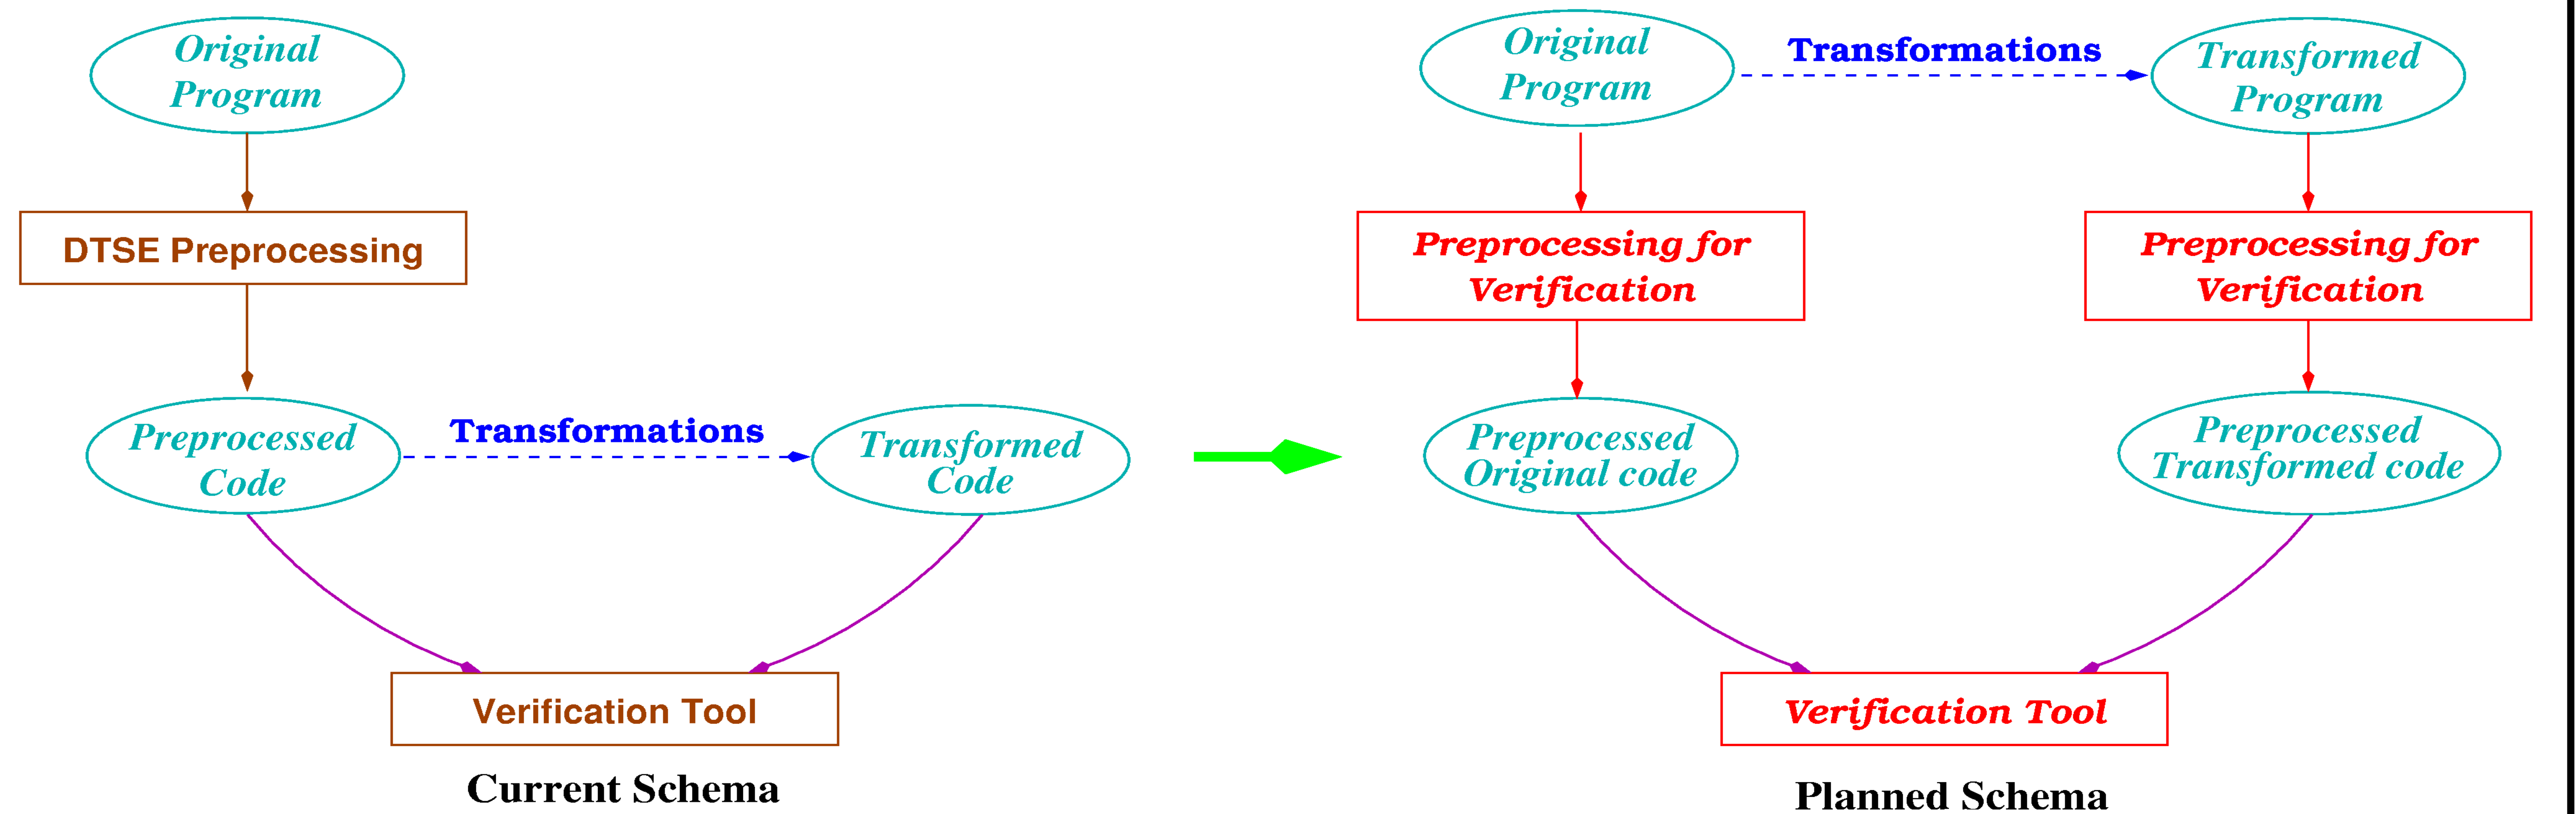 Original
Program
DTSE Preprocessing
Preprocessed
Code
Transformations
Transformed
Code
Verification Tool
Current Schema
Original
Program
Transformations
Transformed
Program
Preprocessing for
Verification
Preprocessing for
Verification
Preprocessed
Original code
Preprocessed
Transformed code
Verification Tool
Planned Schema